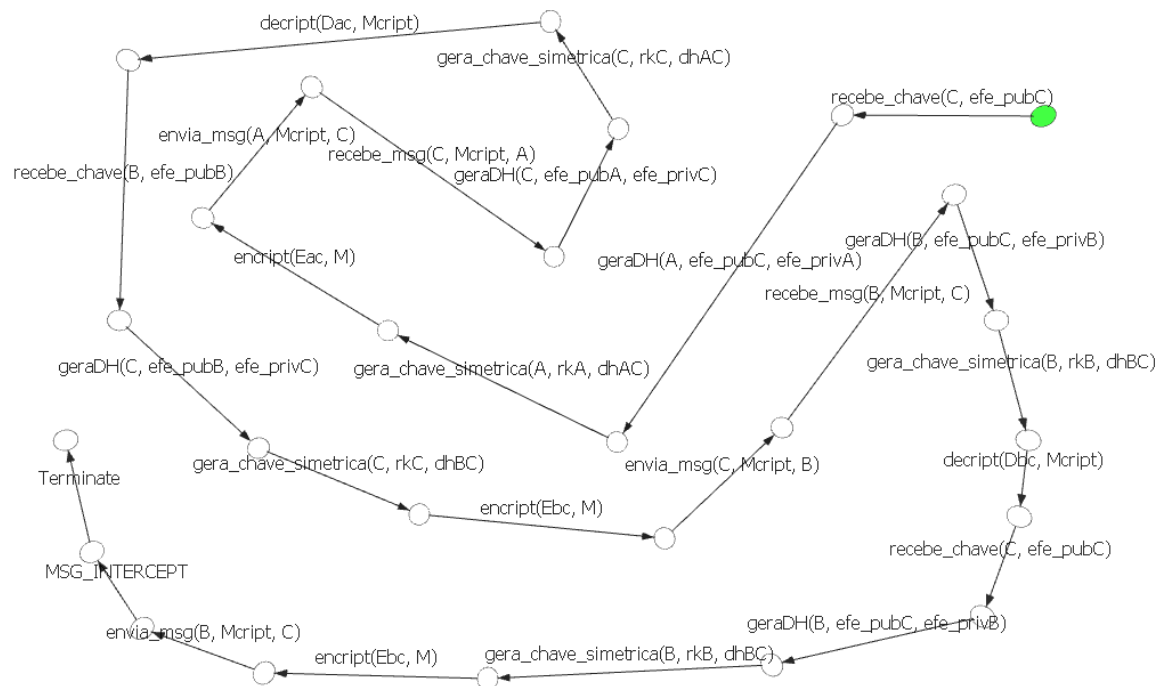 decript(Dac, Mcript)
gera_chave_simetrica(C, rkC, dhAC)
recebe_chave(C, efe_pubC)
envia_msg(A, Mcript, C)
recebe_msg(C, Mcript, A)
recebe_chave(B, efe_pubB)
geraDH(C, efe_pubA, efe_privC)
geraDH(B, efe_pubC, efe_privB)
encript(Eac, M)
geraDH(A, efe_pubC, efe_privA)
recebe_msg(B, Mcript, C)
geraDH(C, efe_pubB, efe_privC)
gera_chave_simetrica(A, rkA, dhAC)
gera_chave_simetrica(B, rkB, dhBC)
gera_chave_simetrica(C, rkC, dhBC)
envia_msg(C, Mcript, B)
decript(Dbc, Mcript)
Terminate
encript(Ebc, M)
recebe_chave(C, efe_pubC)
MSG_INTERCEPT
geraDH(B, efe_pubC, efe_privB)
envia_msg(B, Mcript, C)
encript(Ebc, M)
gera_chave_simetrica(B, rkB, dhBC)